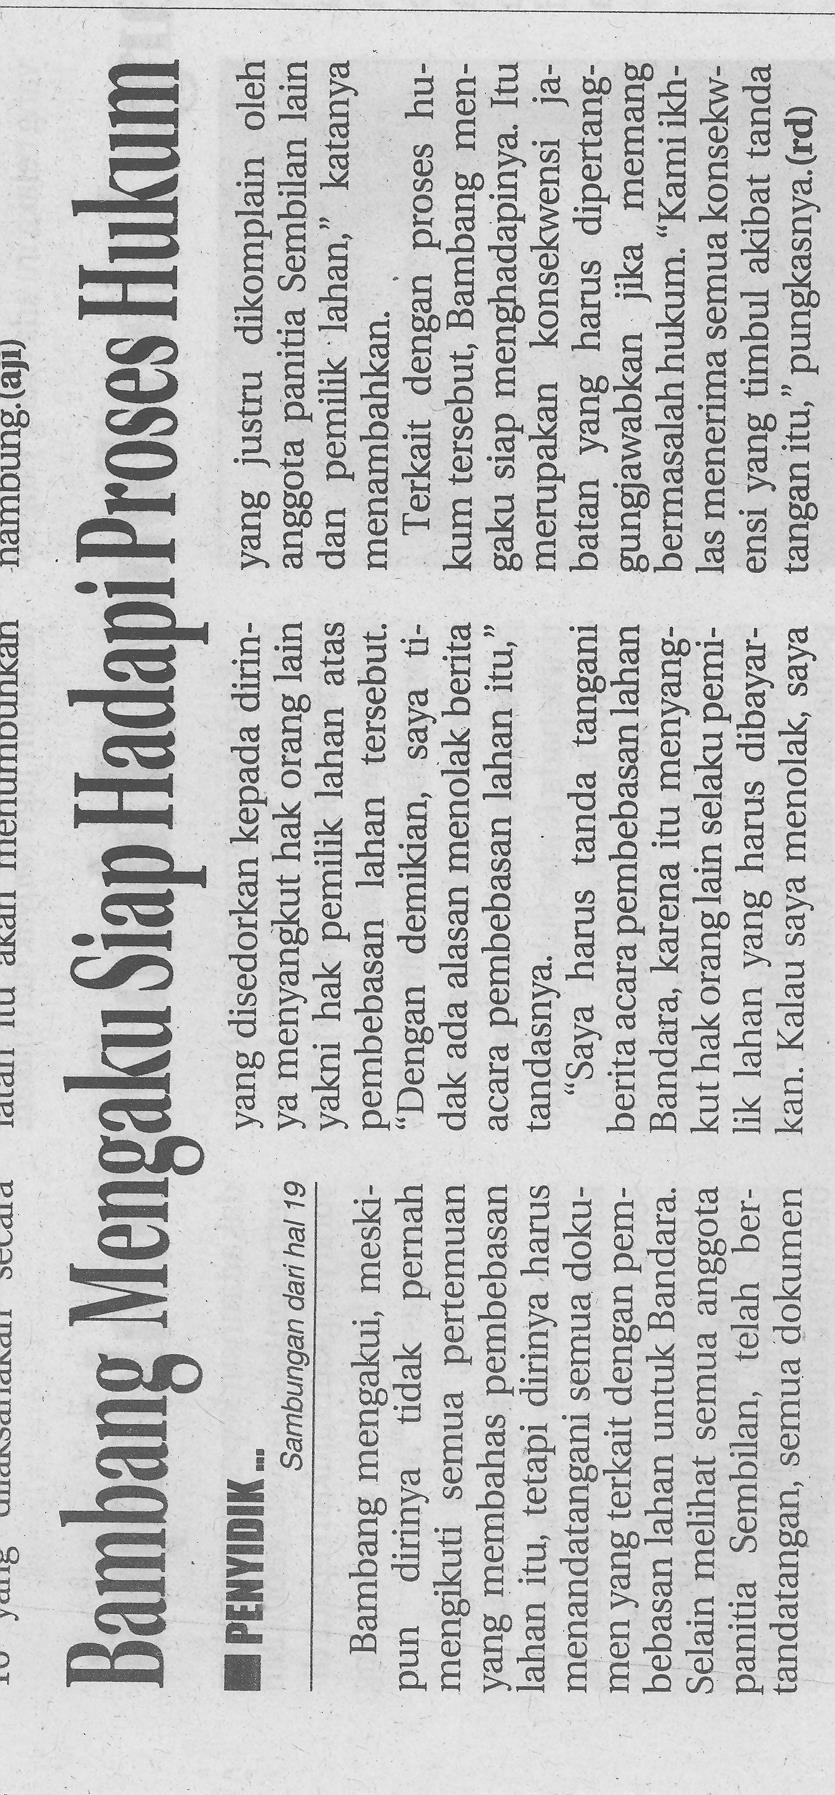 10 yang dilaksanakan secara
latan itu akan menumbuhkan
nambung.(aji)
Bambang Mengaku Siap Hadapi Proses Hukum
PENYIDIK...
Sambungan dari hal 19
Bambang mengakui, meski-
pun dirinya tidak pernah
mengikuti semua pertemuan
yang membahas pembebasan
lahan itu, tetapi dirinya harus
menandatangani semua doku-
men yang terkait dengan pem-
bebasan lahan untuk Bandara.
Selain melihat semua anggota
panitia Sembilan, telah ber-
tandatangan, semua dokumen
yang disedorkan kepada dirin-
ya menyangkut hak orang lain
yakni hak pemilik lahan atas
pembebasan lahan tersebut.
“Dengan demikian, saya ti-
dak ada alasan menolak berita
acara pembebasan lahan itu,”
tandasnya.
“Saya harus tanda tangani
berita acara pembebasan lahan
Bandara, karena itu menyang-
kut hak orang lain selaku pemi-
lik lahan yang harus dibayar-
kan. Kalau saya menolak, saya
yang justru dikomplain oleh
anggota panitia Sembilan lain
dan pemilik lahan,” katanya
menambahkan.
Terkait dengan proses hu-
kum tersebut, Bambang men-
gaku siap menghadapinya. Itu
merupakan konsekwensi ja-
batan yang harus dipertang-
gungjawabkan jika memang
bermasalah hukum. “Kami ikh-
las menerima semua konsekw-
ensi yang timbul akibat tanda
tangan itu,” pungkasnya.(rd)